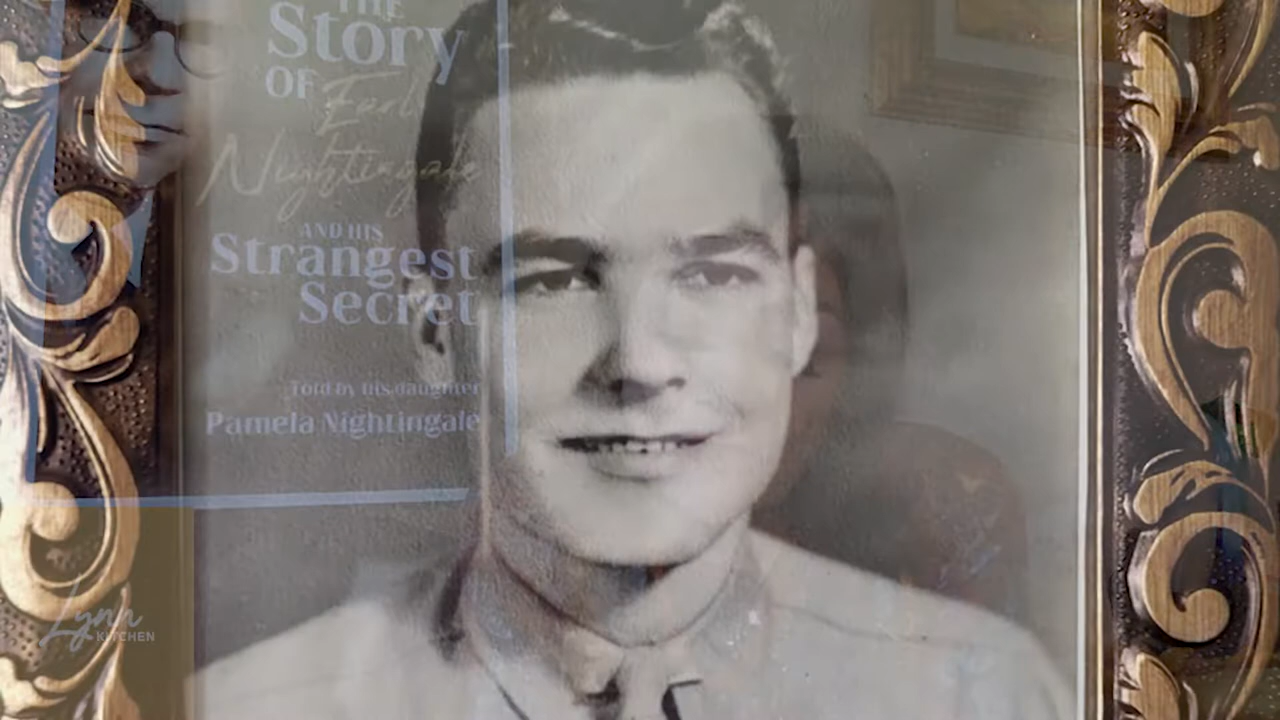 THE
Story
OF Earl
Nightingale
AND HIS
Strangest
Secret
Told by his daughter
Pamela Nightingale
Lynn
KITCHEN